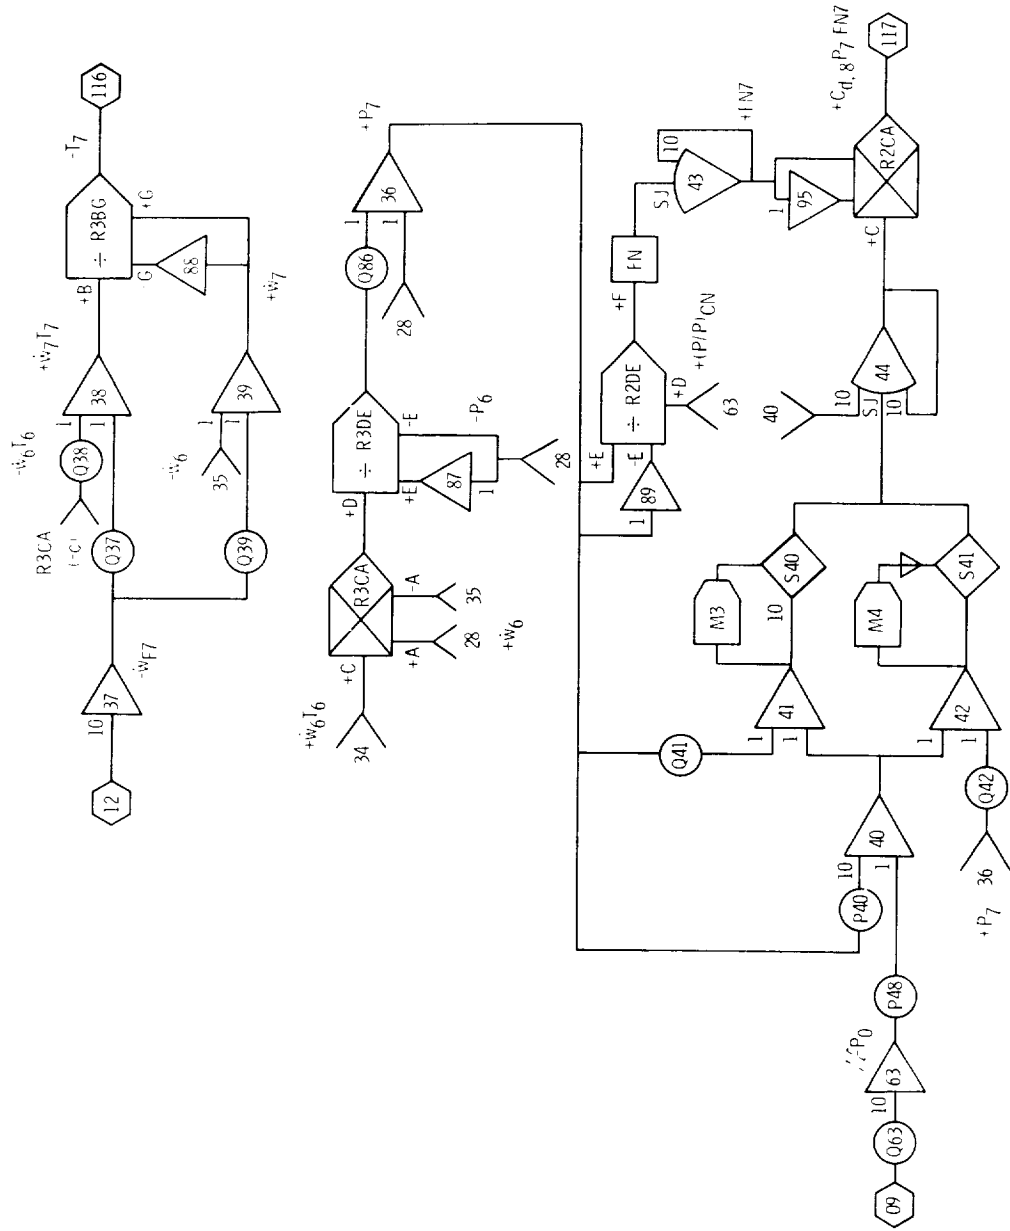 12
10
37
-ẇF7
Q37
Q39
R3CA
Q38
-ẇ6T6
1
1
38
+ẇ7T7
+B
÷ R3BG
G
+G
88
-T7
116
35
-ẇ6
1
1
39
+ẇ7
34
+ẇ6T6
+C
R3CA
+A
-A
28
35
+ẇ6
+D
÷ R3DE
+E
-E
87
1
-P6
28
Q86
1
1
28
36
+P7
+E
-E
÷ R2DE
+D
1
89
+(P/P)CN
63
+F
FN
SJ
10
43
+FN7
1
95
+C
R2CA
+Cd,8P7 FN7
117
09
Q63
10
63
P48
P40
10
1
40
Q41
1
1
41
M3
10
S40
+P7
36
Q42
1
1
42
M4
S41
40
10
SJ
10
44